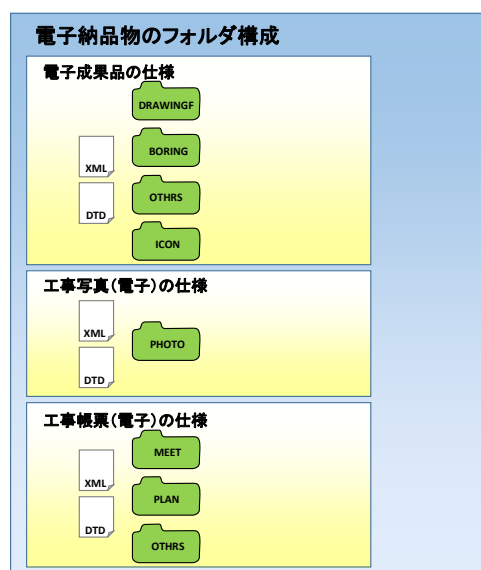 電子納品物のフォルダ構成
電子成果品の仕様
DRAWINGF
BORING
XML
OTHRS
DTD
ICON
工事写真(電子)の仕様
XML
PHOTO
DTD
工事帳票(電子)の仕様
MEET
XML
PLAN
DTD
OTHRS